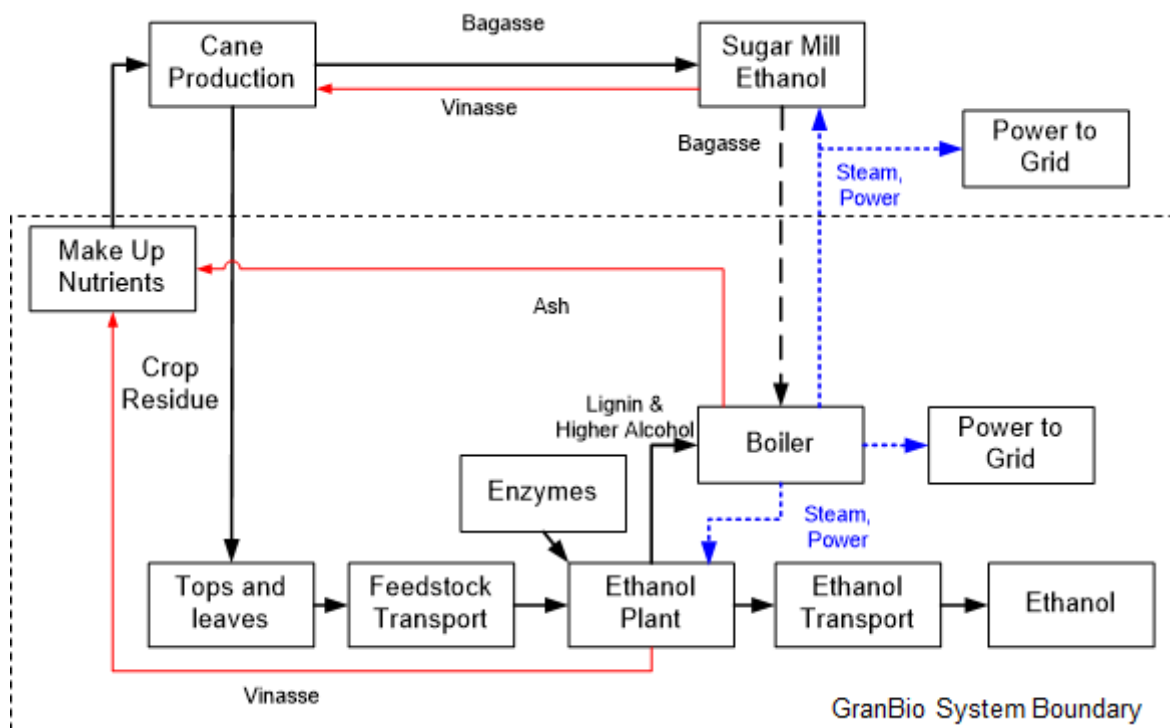 Bagasse
Cane
Production
Sugar Mill
Ethanol
Vinasse
Bagasse
Power to
Grid
Steam,
Power
Make Up
Nutrients
Ash
Crop
Residue
Lignin &
Higher Alcohol
Boiler
Power to
Grid
Enzymes
Steam,
Power
Tops and
leaves
Feedstock
Transport
Ethanol
Plant
Ethanol
Transport
Ethanol
Vinasse
GranBio System Boundary